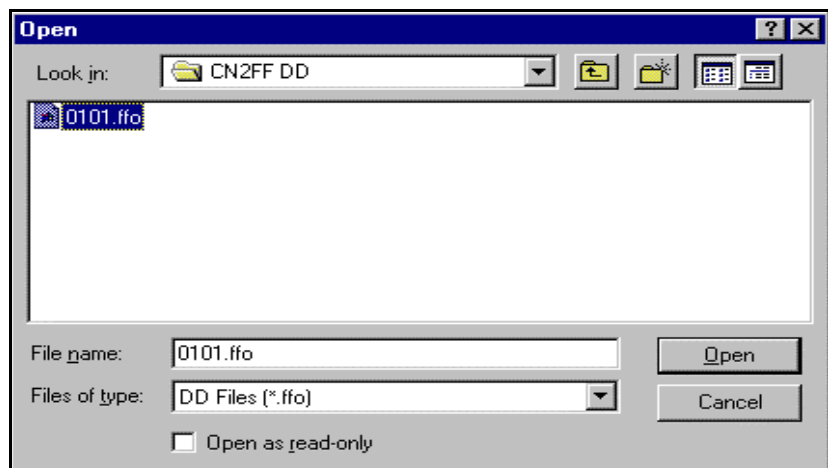 Open
Look in: CN2FF DD
0101.ffo
File name: 0101.ffo Open
Files of type: DD Files (*.ffo) Cancel
Open as read-only